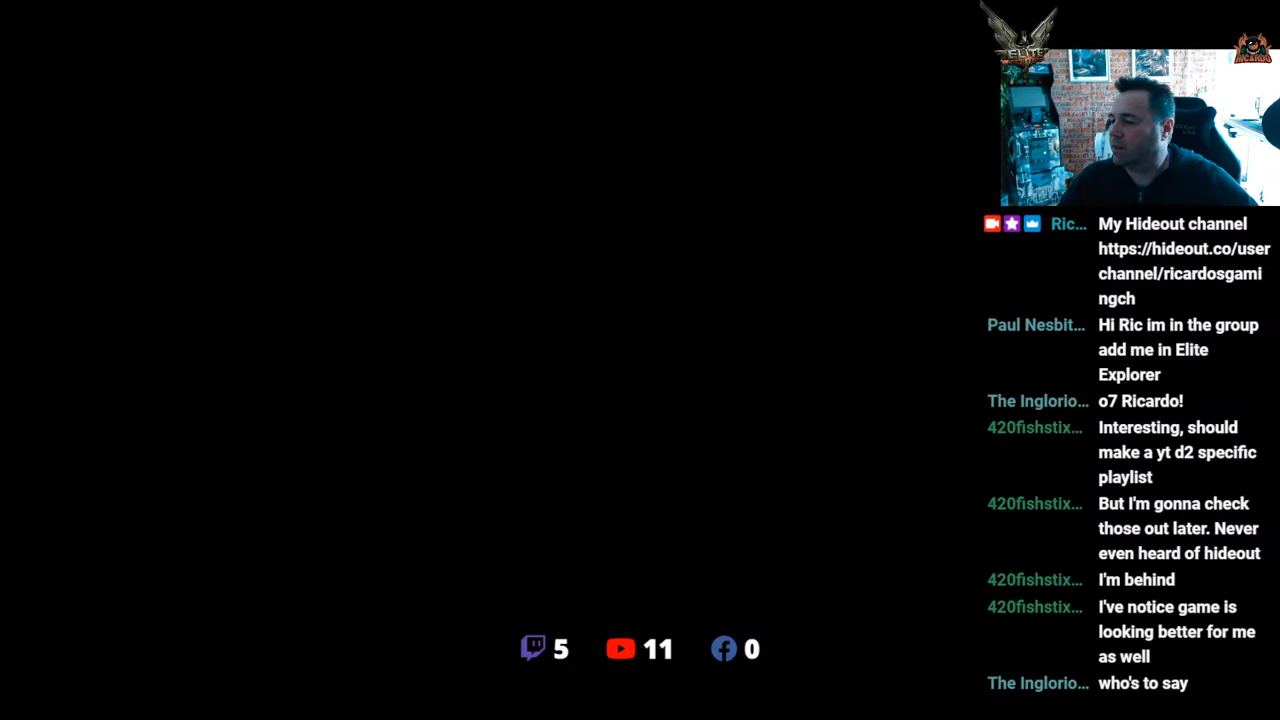 ELITE
RICARDO
Ric... My Hideout channel
https://hideout.co/user
channel/ricardosgami
ngch
Paul Nesbit... Hi Ric im in the group
add me in Elite
Explorer
The Inglorio... o7 Ricardo!
420fishstix... Interesting, should
make a yt d2 specific
playlist
420fishstix... But I'm gonna check
those out later. Never
even heard of hideout
420fishstix... I'm behind
420fishstix... I've notice game is
looking better for me
as well
The Inglorio... who's to say
5 11 0